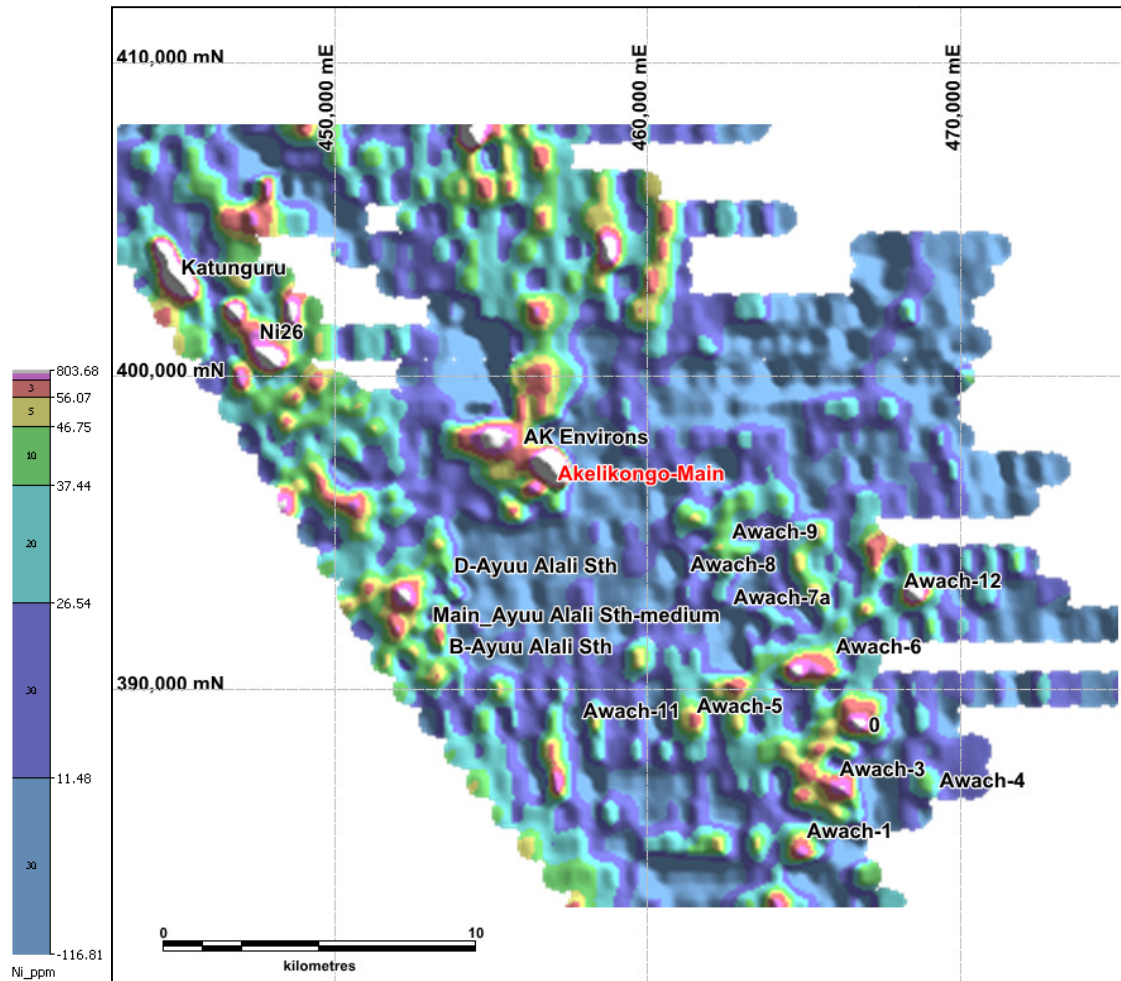 410,000 mN
450,000 mE
460,000 mE
470,000 mE
Katunguru
Ni26
400,000 mN
AK Environs
Akelikongo-Main
Awach-9
D-Ayuu Alali Sth
Awach-8
Awach-12
Awach-7a
Main_Ayuu Alali Sth-medium
B-Ayuu Alali Sth
Awach-6
390,000 mN
Awach-11
Awach-5
0
Awach-3
Awach-4
Awach-1
0
10
kilometres
803.68
3
56.07
5
46.75
10
37.44
20
26.54
30
11.48
30
-116.81
Ni_ppm